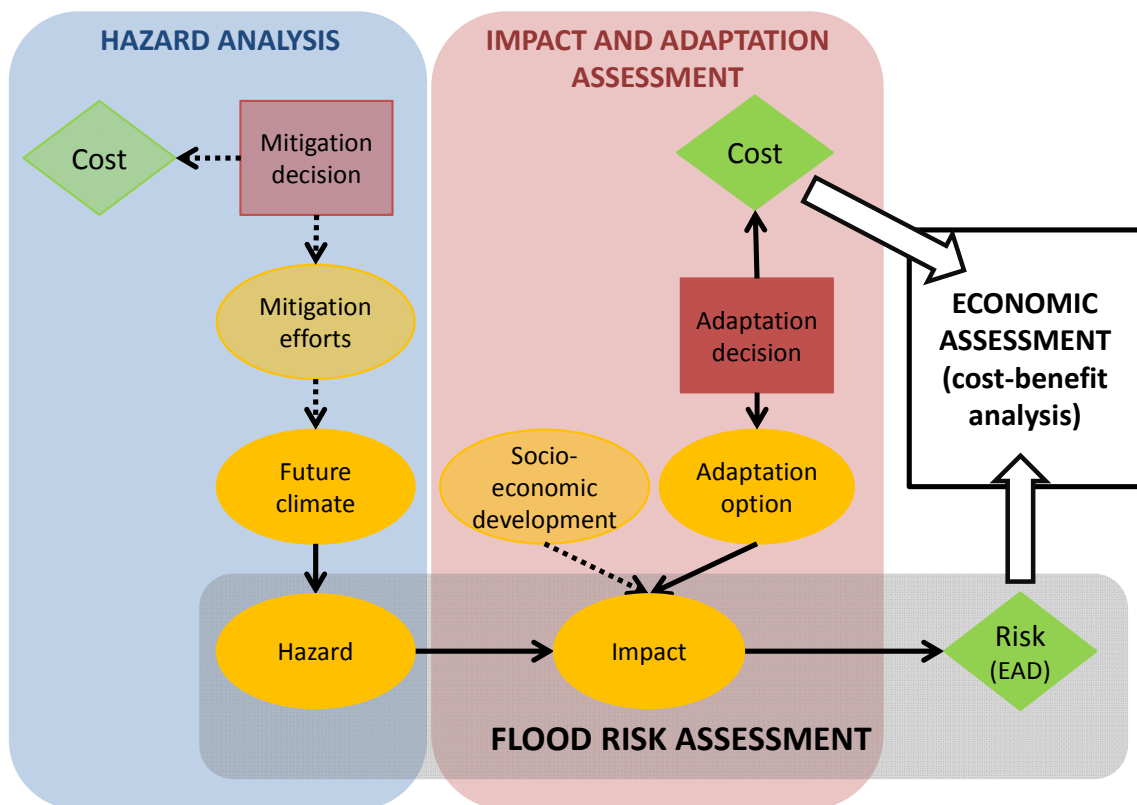 HAZARD ANALYSIS
IMPACT AND ADAPTATION
ASSESSMENT
Cost
Mitigation
decision
Cost
Mitigation
efforts
Adaptation
decision
ECONOMIC
ASSESSMENT
(cost-benefit
analysis)
Future
climate
Socio-
economic
development
Adaptation
option
Hazard
Impact
Risk
(EAD)
FLOOD RISK ASSESSMENT